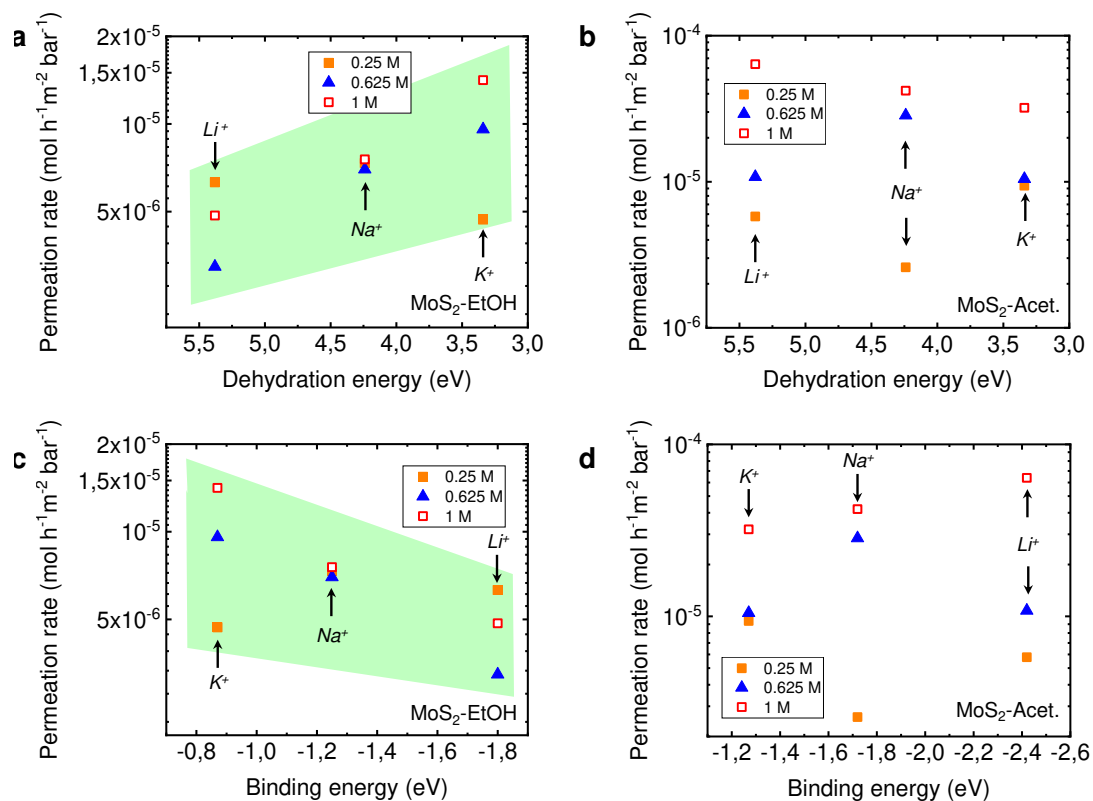 a
Permeation rate (mol h⁻¹m⁻² bar⁻¹)
2x10⁻⁵
1,5x10⁻⁵
10⁻⁵
5x10⁻⁶
0.25 M
0.625 M
1 M
Li⁺
Na⁺
K⁺
MoS₂-EtOH
5,5 5,0 4,5 4,0 3,5 3,0
Dehydration energy (eV)
b
Permeation rate (mol h⁻¹m⁻² bar⁻¹)
10⁻⁴
10⁻⁵
10⁻⁶
0.25 M
0.625 M
1 M
Li⁺
Na⁺
K⁺
MoS₂-Acet.
5,5 5,0 4,5 4,0 3,5 3,0
Dehydration energy (eV)
c
Permeation rate (mol h⁻¹m⁻² bar⁻¹)
2x10⁻⁵
1,5x10⁻⁵
10⁻⁵
5x10⁻⁶
0.25 M
0.625 M
1 M
Li⁺
Na⁺
K⁺
MoS₂-EtOH
-0,8 -1,0 -1,2 -1,4 -1,6 -1,8
Binding energy (eV)
d
Permeation rate (mol h⁻¹m⁻² bar⁻¹)
10⁻⁴
10⁻⁵
K⁺
Na⁺
Li⁺
0.25 M
0.625 M
1 M
MoS₂-Acet.
-1,2 -1,4 -1,6 -1,8 -2,0 -2,2 -2,4 -2,6
Binding energy (eV)